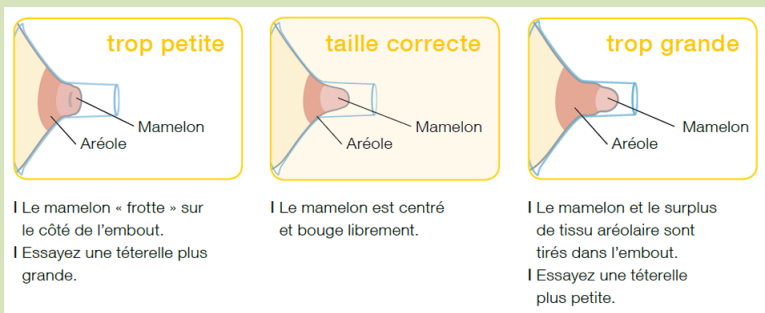 trop petite
Mamelon
Aréole
I Le mamelon « frotte » sur
le côté de l'embout.
I Essayez une téterelle plus
grande.
taille correcte
Mamelon
Aréole
I Le mamelon est centré
et bouge librement.
trop grande
Mamelon
Aréole
I Le mamelon et le surplus
de tissu aréolaire sont
tirés dans l'embout.
I Essayez une téterelle
plus petite.